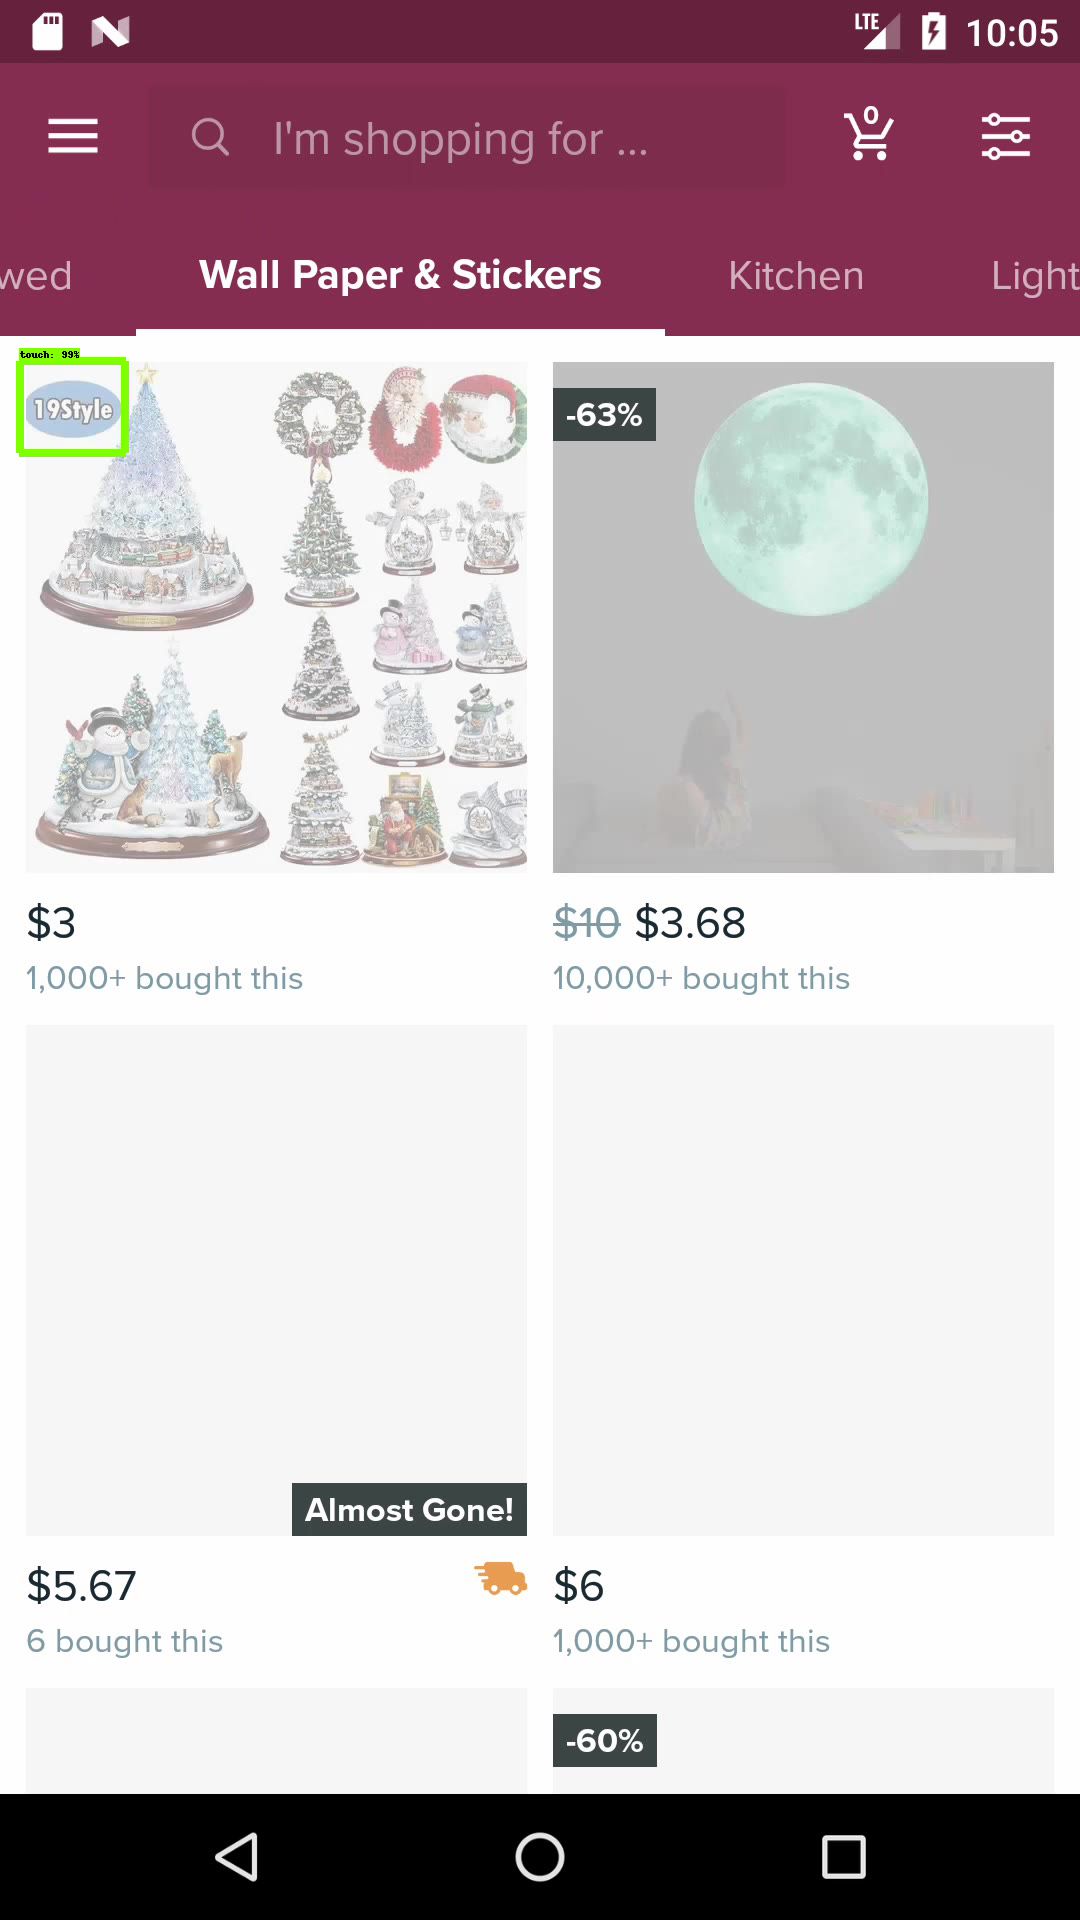 LTE 10:05
I'm shopping for ... 0
wed Wall Paper & Stickers Kitchen Light
touch: 99%
19Style
-63%
$3
1,000+ bought this
$10 $3.68
10,000+ bought this
Almost Gone!
$5.67
6 bought this
$6
1,000+ bought this
-60%